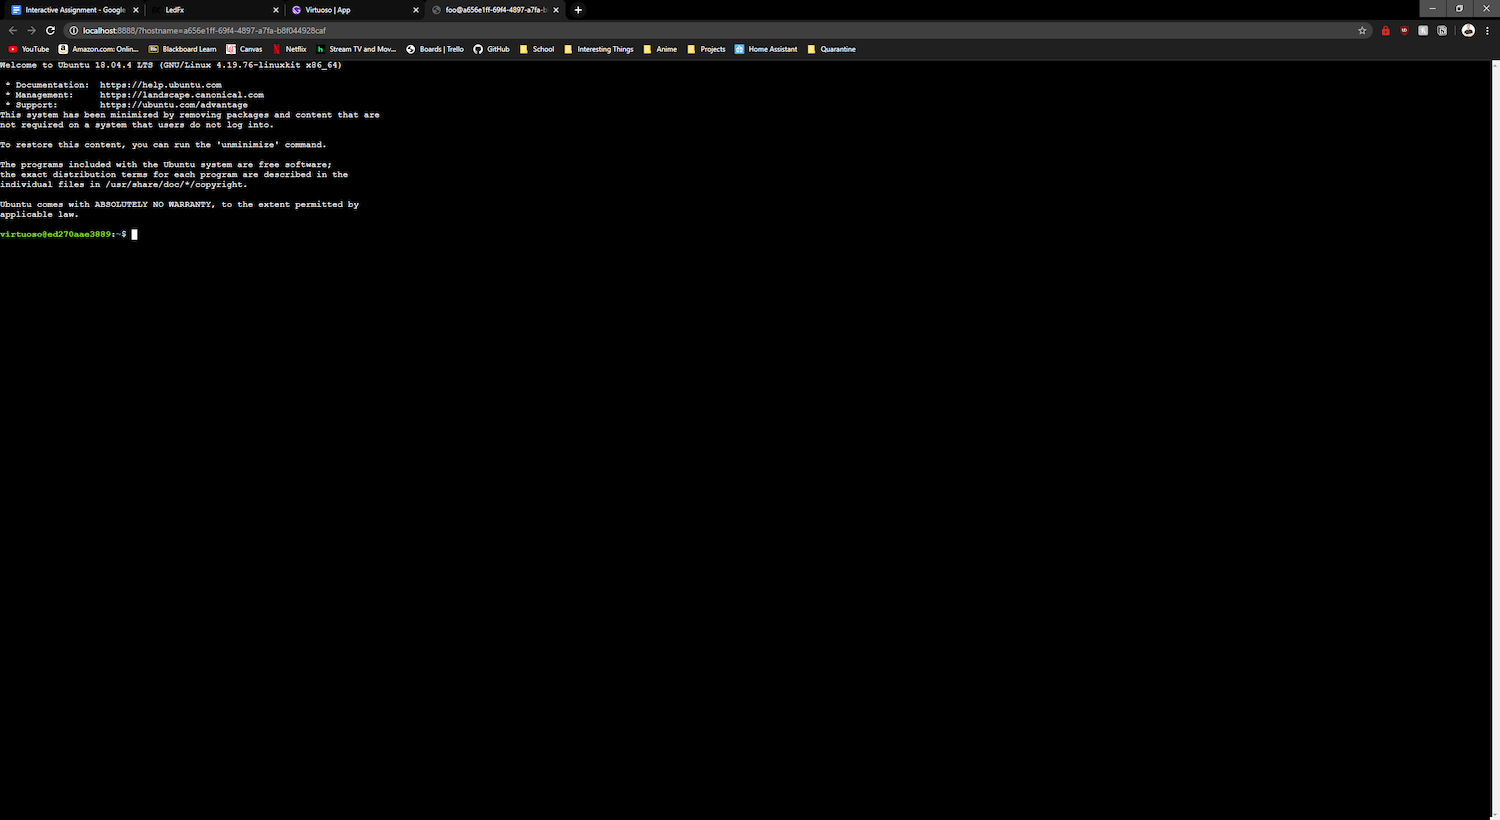 Interactive Assignment - Google
LedFx
Virtuoso | App
foo@a656e1ff-69f4-4897-a7fa-b
localhost:8888/?hostname=a656e1ff-69f4-4897-a7fa-b8f044928caf
YouTube
Amazon.com: Onlin...
Blackboard Learn
Canvas
Netflix
Stream TV and Mov...
Boards | Trello
GitHub
School
Interesting Things
Anime
Projects
Home Assistant
Quarantine
Welcome to Ubuntu 18.04.4 LTS (GNU/Linux 4.19.76-linuxkit x86_64)
* Documentation: https://help.ubuntu.com
* Management: https://landscape.canonical.com
* Support: https://ubuntu.com/advantage
This system has been minimized by removing packages and content that are
not required on a system that users do not log into.
To restore this content, you can run the 'unminimize' command.
The programs included with the Ubuntu system are free software;
the exact distribution terms for each program are described in the
individual files in /usr/share/doc/*/copyright.
Ubuntu comes with ABSOLUTELY NO WARRANTY, to the extent permitted by
applicable law.
virtuoso@ed270aae3889:~$